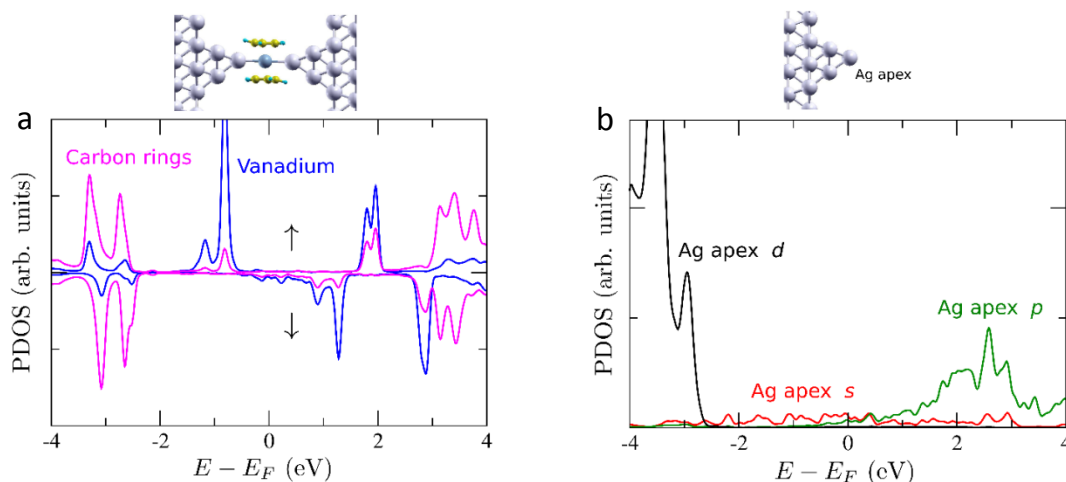 Ag apex
a
Carbon rings
Vanadium
↑
↓
PDOS (arb. units)
-4 -2 0 2 4
E − E_F (eV)
b
Ag apex d
Ag apex p
Ag apex s
PDOS (arb. units)
-4 -2 0 2 4
E − E_F (eV)